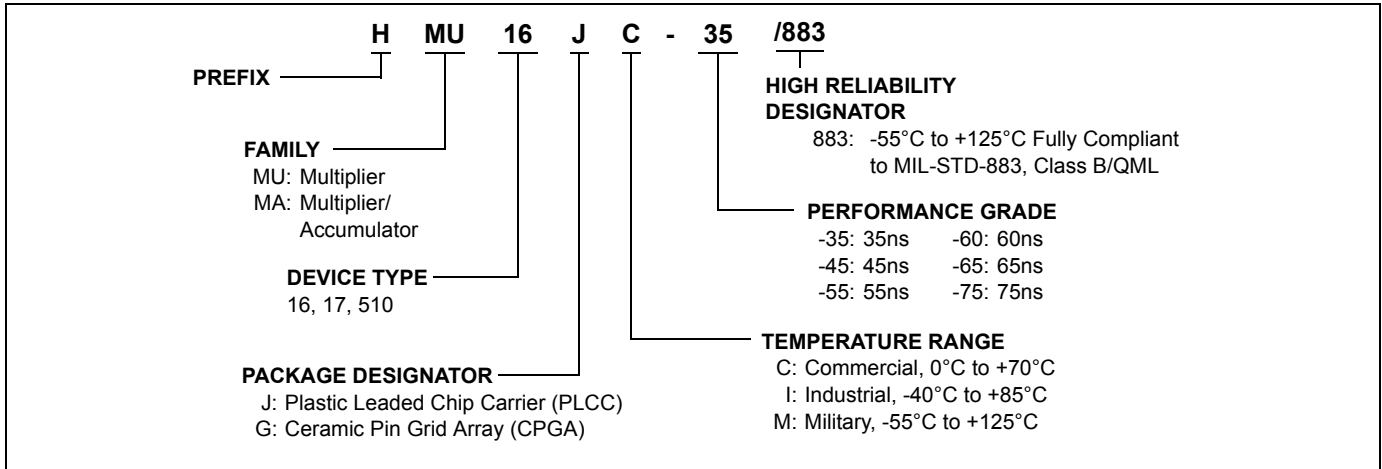 H MU 16 J C - 35 /883
PREFIX
HIGH RELIABILITY
DESIGNATOR
883: -55°C to +125°C Fully Compliant
to MIL-STD-883, Class B/QML
FAMILY
MU: Multiplier
MA: Multiplier/
Accumulator
PERFORMANCE GRADE
-35: 35ns -60: 60ns
-45: 45ns -65: 65ns
-55: 55ns -75: 75ns
DEVICE TYPE
16, 17, 510
TEMPERATURE RANGE
C: Commercial, 0°C to +70°C
I: Industrial, -40°C to +85°C
M: Military, -55°C to +125°C
PACKAGE DESIGNATOR
J: Plastic Leaded Chip Carrier (PLCC)
G: Ceramic Pin Grid Array (CPGA)